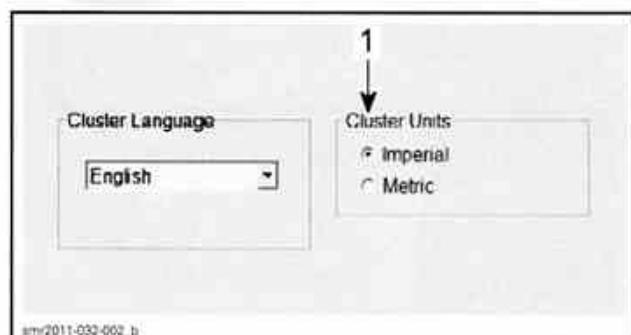 1
Cluster Language
English
Cluster Units
Imperial
Metric
smr2011-032-002_b